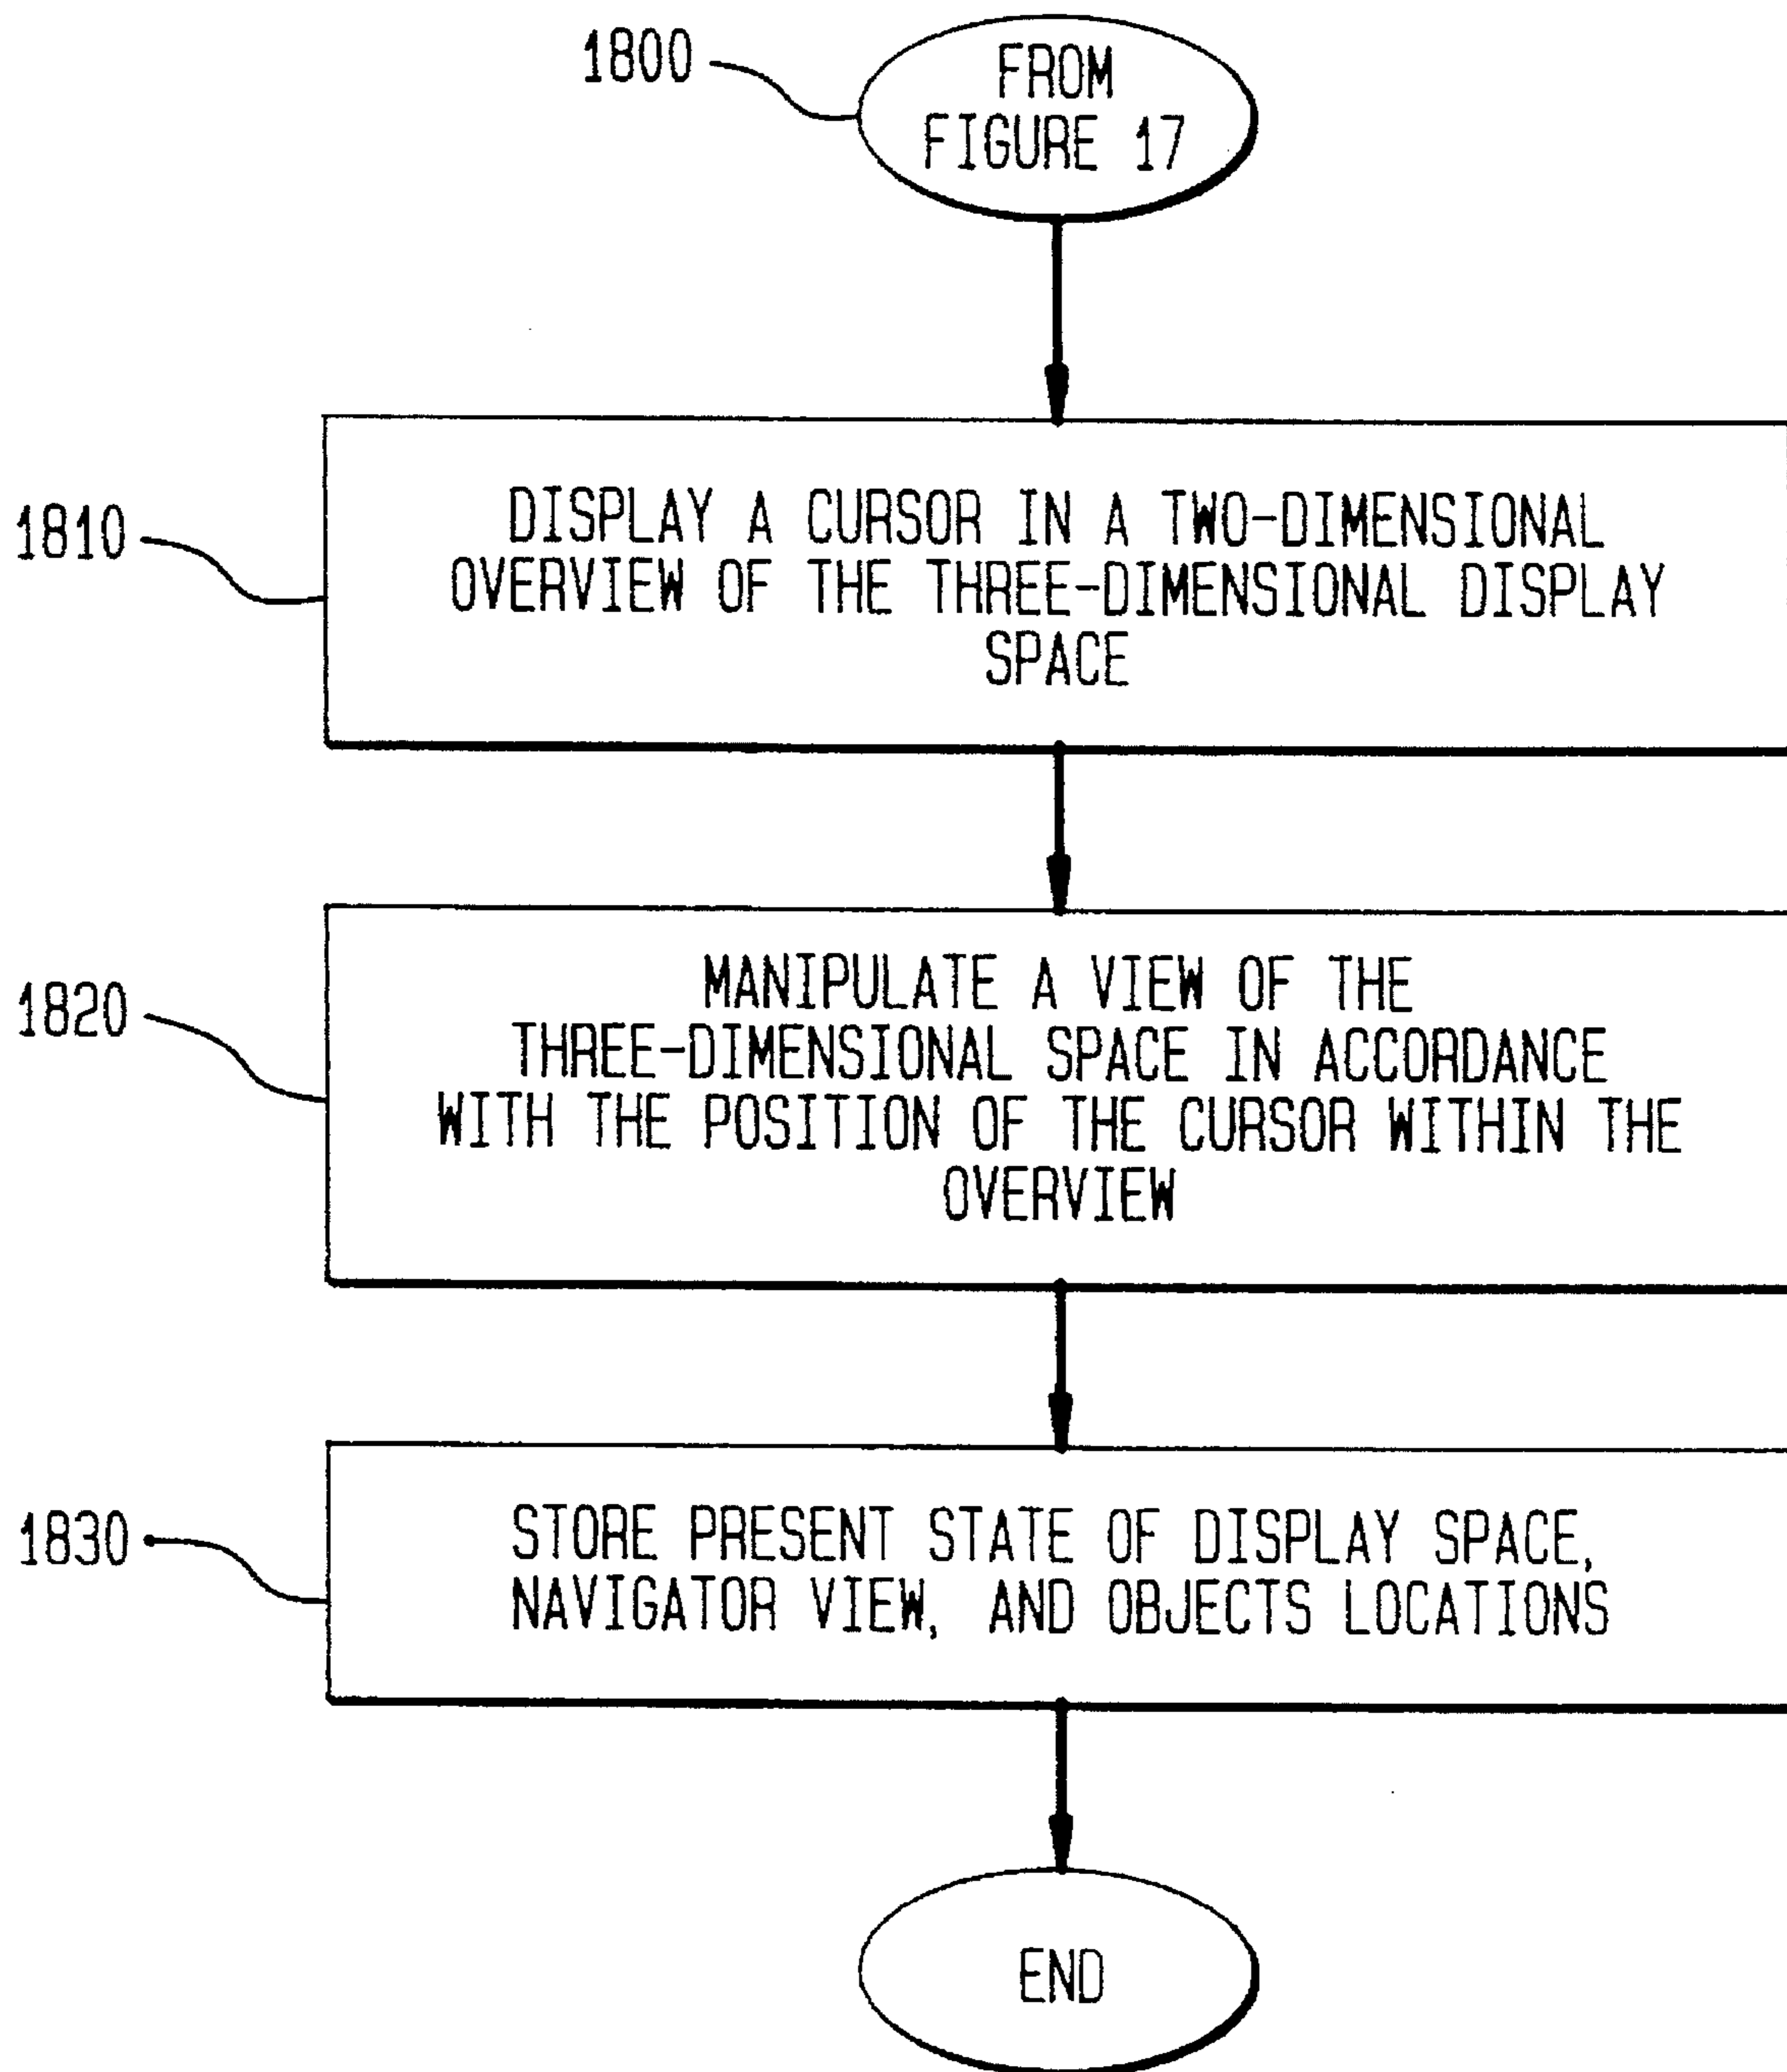 1800
FROM
FIGURE 17
1810
DISPLAY A CURSOR IN A TWO-DIMENSIONAL
OVERVIEW OF THE THREE-DIMENSIONAL DISPLAY
SPACE
1820
MANIPULATE A VIEW OF THE
THREE-DIMENSIONAL SPACE IN ACCORDANCE
WITH THE POSITION OF THE CURSOR WITHIN THE
OVERVIEW
1830
STORE PRESENT STATE OF DISPLAY SPACE,
NAVIGATOR VIEW, AND OBJECTS LOCATIONS
END